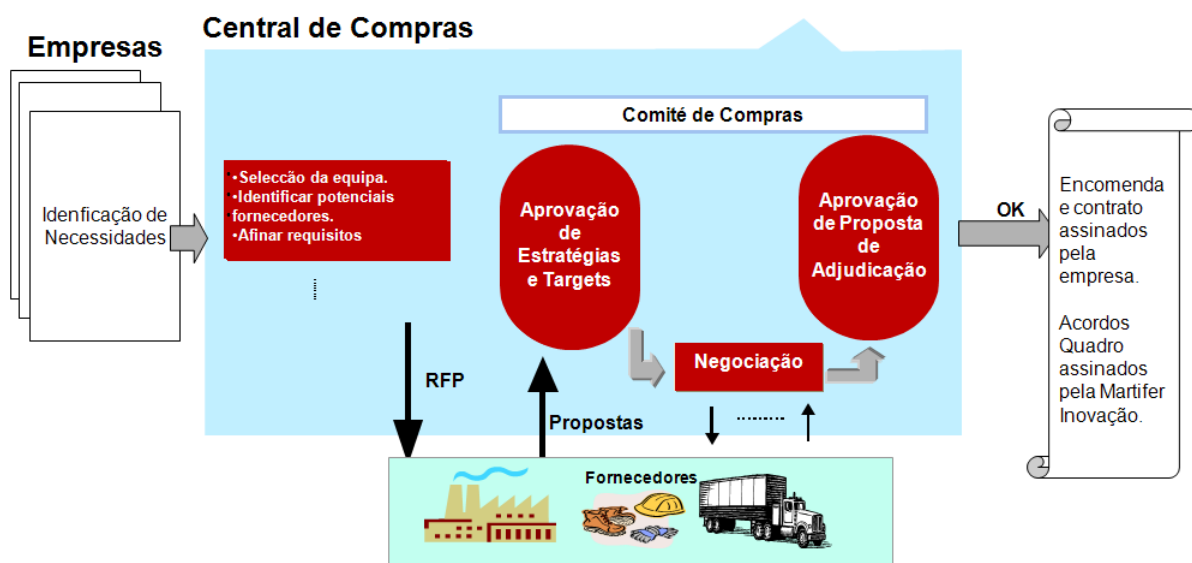 Central de Compras
Empresas
Comité de Compras
Idenficação de
Necessidades
•Selecção da equipa.
•Identificar potenciais
fornecedores.
•Afinar requisitos
Aprovação
de
Estratégias
e Targets
Aprovação
de Proposta
de
Adjudicação
OK
Encomenda
e contrato
assinados
pela
empresa.
Acordos
Quadro
assinados
pela Martifer
Inovação.
Negociação
RFP
Propostas
Fornecedores